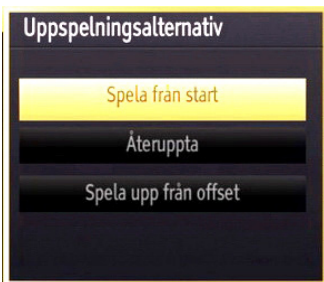 Uppspelningsalternativ
Spela från start
Återuppta
Spela upp från offset